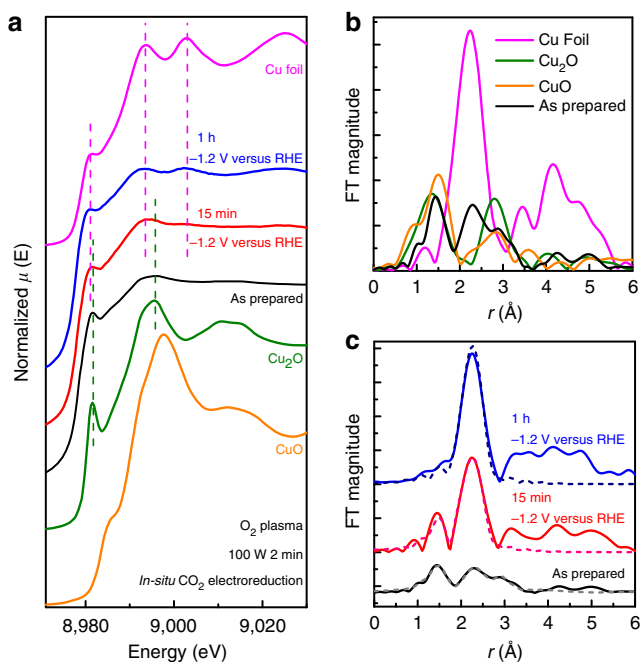 a
Normalized μ (E)
Cu foil
1 h
–1.2 V versus RHE
15 min
–1.2 V versus RHE
As prepared
Cu₂O
CuO
O₂ plasma
100 W 2 min
In-situ CO₂ electroreduction
8,980 9,000 9,020
Energy (eV)
b
FT magnitude
Cu Foil
Cu₂O
CuO
As prepared
0 1 2 3 4 5 6
r (Å)
c
FT magnitude
1 h
–1.2 V versus RHE
15 min
–1.2 V versus RHE
As prepared
0 1 2 3 4 5 6
r (Å)